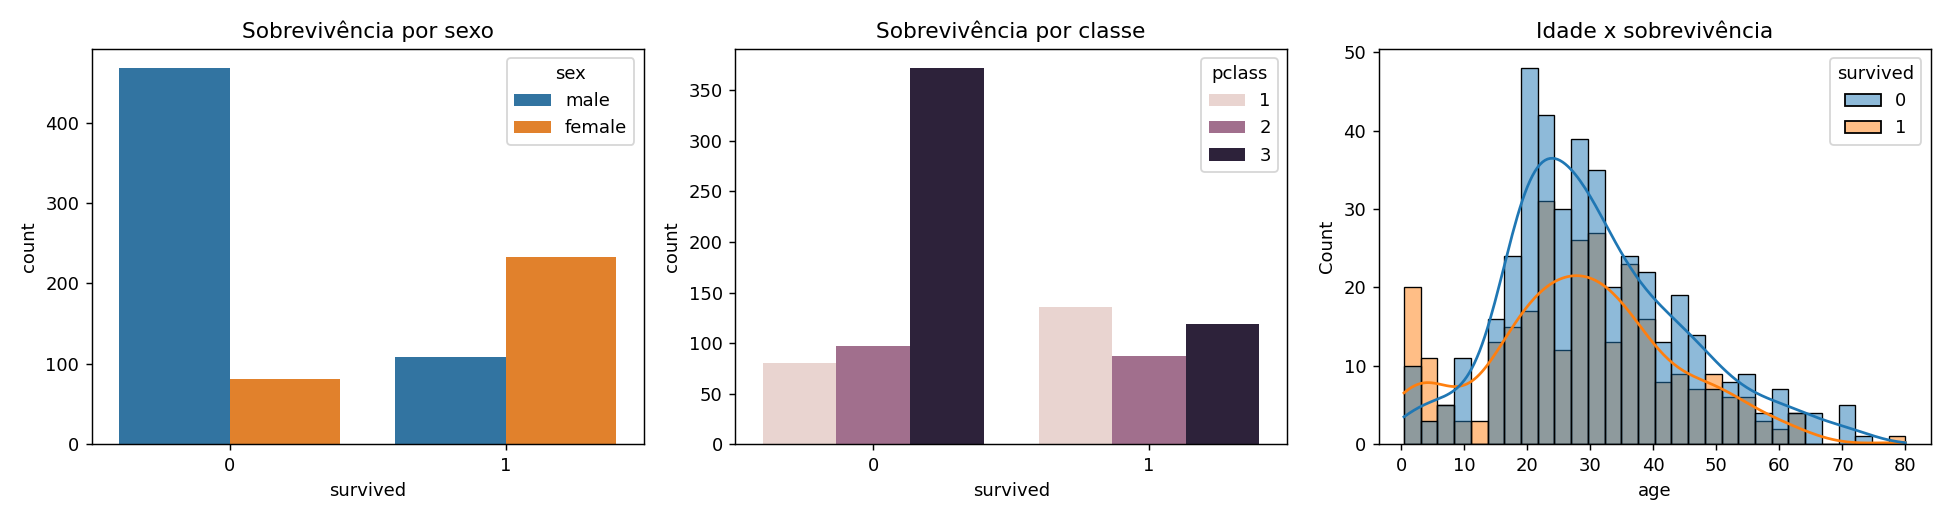 Sobrevivência por sexo
count
400
300
200
100
0
0
1
survived
sex
male
female
Sobrevivência por classe
count
350
300
250
200
150
100
50
0
0
1
survived
pclass
1
2
3
Idade x sobrevivência
Count
50
40
30
20
10
0
0 10 20 30 40 50 60 70 80
age
survived
0
1